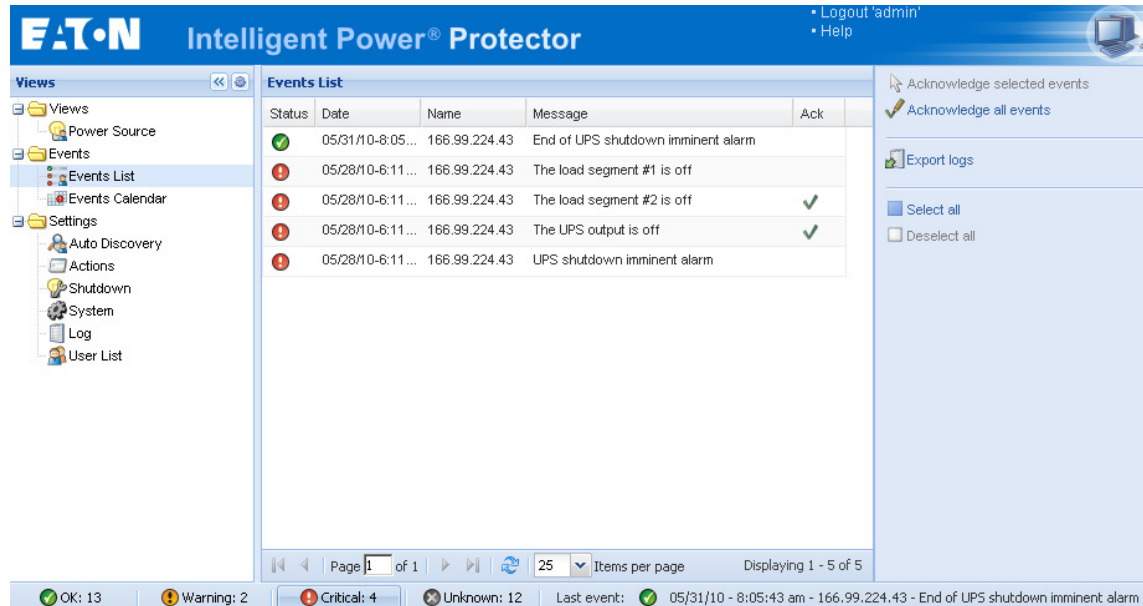 EATON
Intelligent Power® Protector
▪ Logout 'admin'
▪ Help
Views
Views
Power Source
Events
Events List
Events Calendar
Settings
Auto Discovery
Actions
Shutdown
System
Log
User List
Events List
Status Date Name Message Ack
05/31/10-8:05... 166.99.224.43 End of UPS shutdown imminent alarm
05/28/10-6:11... 166.99.224.43 The load segment #1 is off
05/28/10-6:11... 166.99.224.43 The load segment #2 is off
05/28/10-6:11... 166.99.224.43 The UPS output is off
05/28/10-6:11... 166.99.224.43 UPS shutdown imminent alarm
Page 1 of 1 25 Items per page Displaying 1 - 5 of 5
Acknowledge selected events
Acknowledge all events
Export logs
Select all
Deselect all
OK: 13 Warning: 2 Critical: 4 Unknown: 12 Last event: 05/31/10 - 8:05:43 am - 166.99.224.43 - End of UPS shutdown imminent alarm